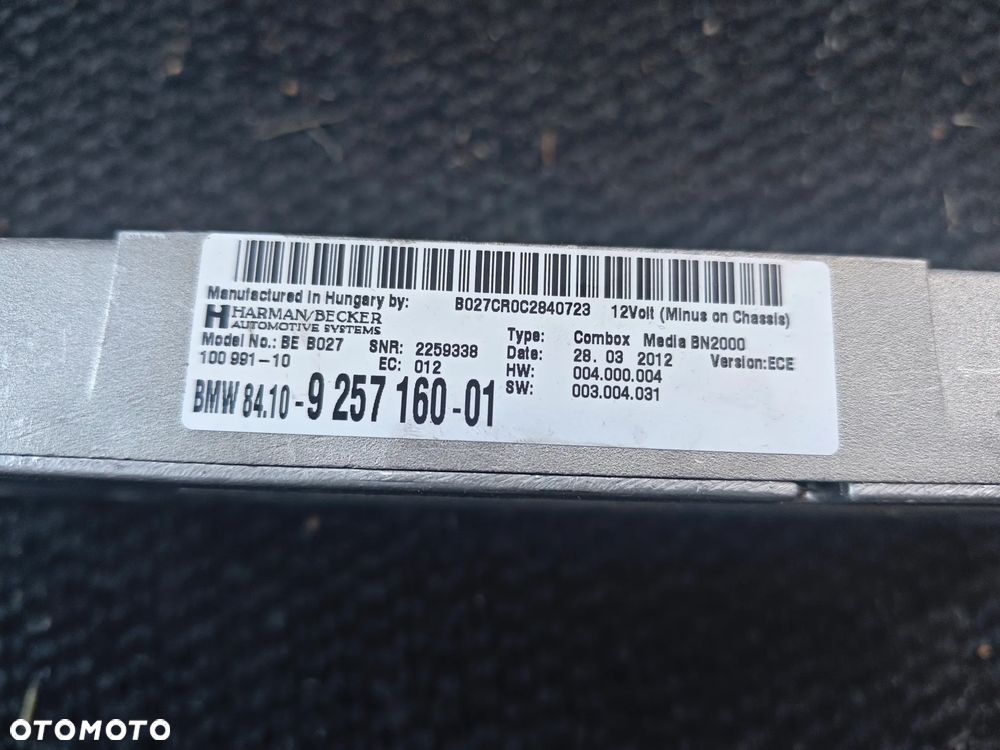 Manufactured in Hungary by: B027CR0C2840723 12Volt (Minus on Chassis)
HARMAN/BECKER
AUTOMOTIVE SYSTEMS
Model No.: BE B027 SNR: 2259338
100 991-10 EC: 012
Type: Combox Media BN2000
Date: 28. 03 2012 Version:ECE
HW: 004.000.004
SW: 003.004.031
BMW 84.10-9 257 160-01
OTOMOTO